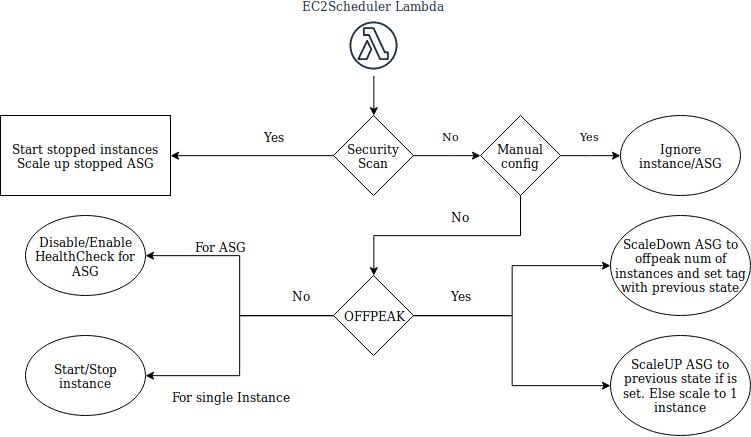 EC2Scheduler Lambda
Start stopped instances
Scale up stopped ASG
Yes
Security
Scan
No
Manual
config
Yes
Ignore
instance/ASG
No
Disable/Enable
HealthCheck for
ASG
For ASG
No
OFFPEAK
Yes
ScaleDown ASG to
offpeak num of
instances and set tag
with previous state
Start/Stop
instance
For single Instance
ScaleUP ASG to
previous state if is
set. Else scale to 1
instance